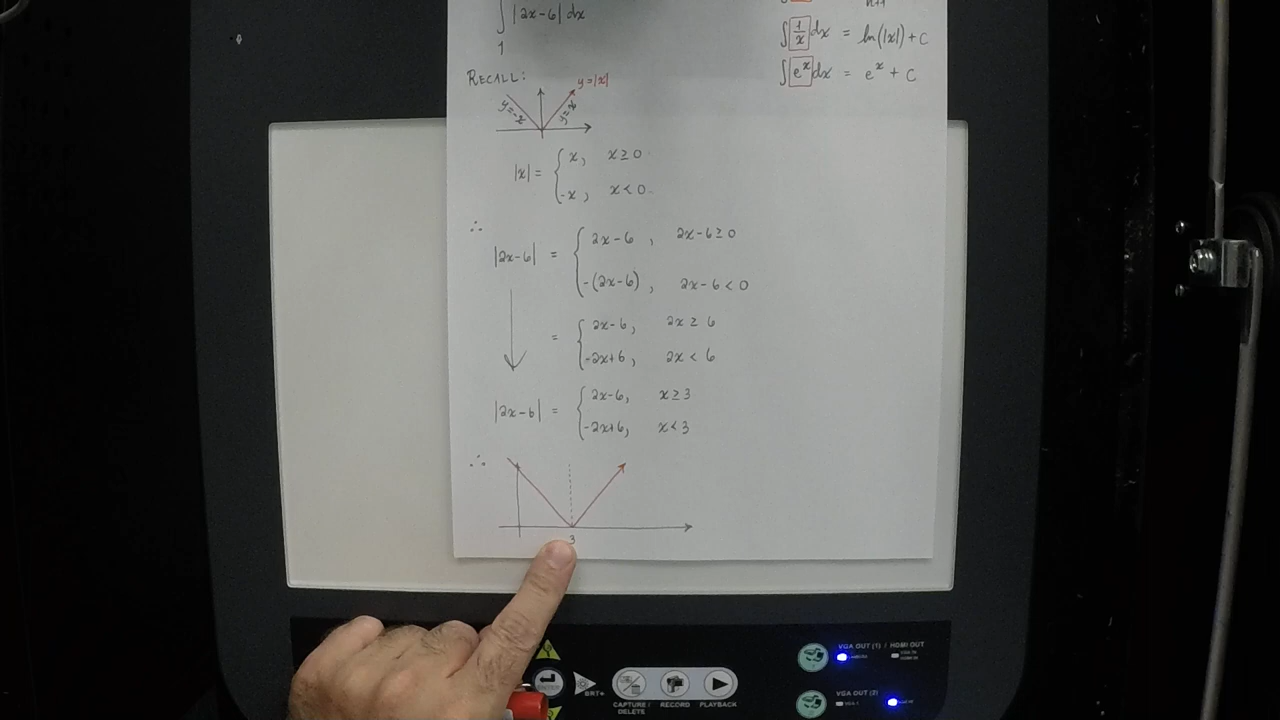 ∫ |2x-6| dx
1
n+1
∫ 1/x dx = ln(|x|) + C
∫ e^x dx = e^x + C
RECALL:
y=|x|
y=-x
y=x
|x| = { x, x ≥ 0
-x, x < 0
∴
|2x-6| = { 2x-6, 2x-6 ≥ 0
-(2x-6), 2x-6 < 0
= { 2x-6, 2x ≥ 6
-2x+6, 2x < 6
|2x-6| = { 2x-6, x ≥ 3
-2x+6, x < 3
∴
3
VGA OUT (1) / HDMI OUT
BRT+
CAPTURE / DELETE
RECORD
PLAYBACK
VGA OUT (2)